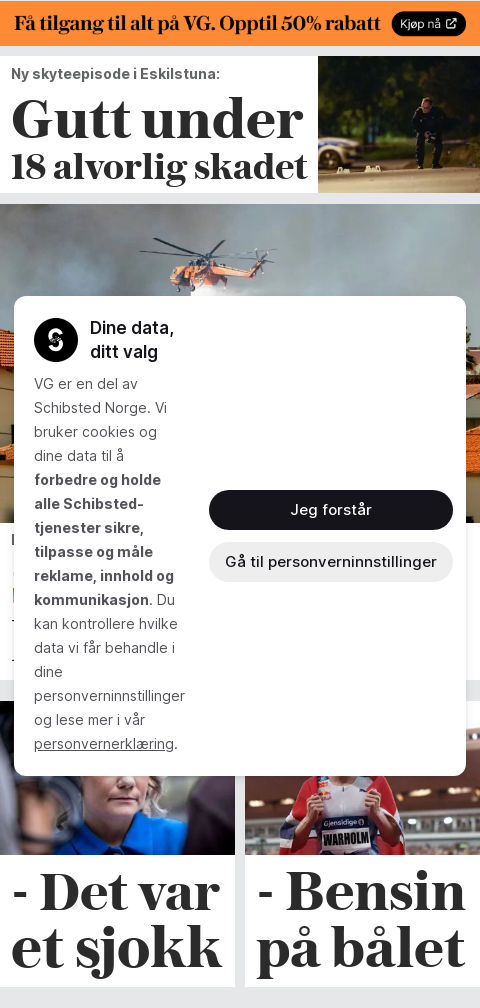 Få tilgang til alt på VG. Opptil 50% rabatt
Kjøp nå
Ny skyteepisode i Eskilstuna:
Gutt under
18 alvorlig skadet
Dine data,
ditt valg
VG er en del av
Schibsted Norge. Vi
bruker cookies og
dine data til å
forbedre og holde
alle Schibsted-
tjenester sikre,
tilpasse og måle
reklame, innhold og
kommunikasjon. Du
kan kontrollere hvilke
data vi får behandle i
dine
personverninnstillinger
og lese mer i vår
personvernerklæring.
Jeg forstår
Gå til personverninnstillinger
Gjensidige
WARHOLM
- Det var
et sjokk
- Bensin
på bålet